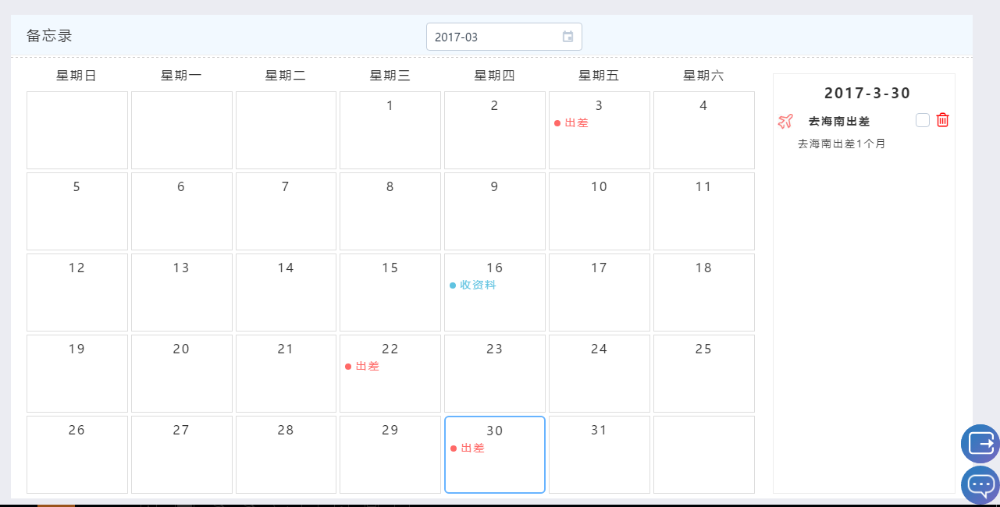 备忘录
2017-03
星期日 星期一 星期二 星期三 星期四 星期五 星期六
1 2 3 4
出差
5 6 7 8 9 10 11
12 13 14 15 16 17 18
收资料
19 20 21 22 23 24 25
出差
26 27 28 29 30 31
出差
2017-3-30
去海南出差
去海南出差1个月